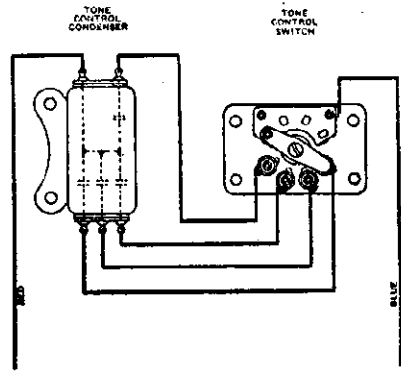 TONE
CONTROL
CONDENSER
TONE
CONTROL
SWITCH
RED
BLUE